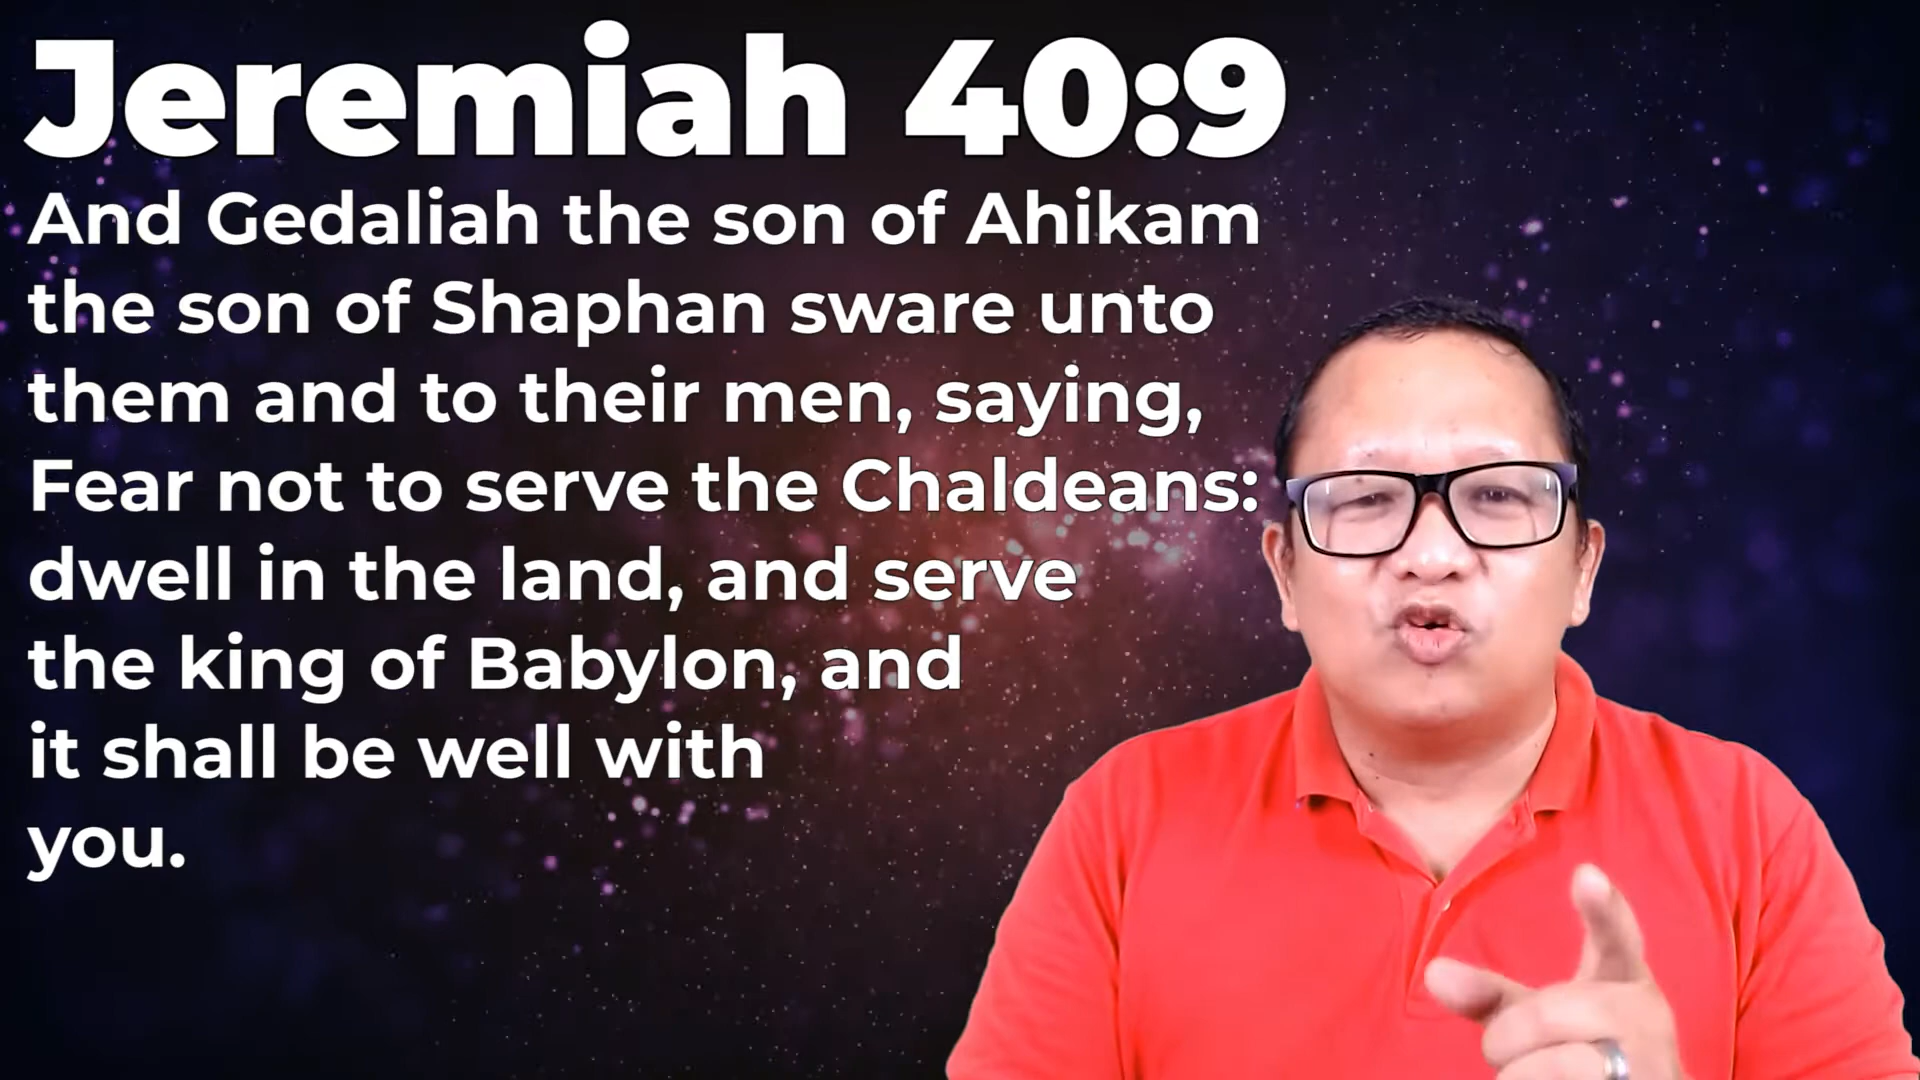 Jeremiah 40:9
And Gedaliah the son of Ahikam
the son of Shaphan sware unto
them and to their men, saying,
Fear not to serve the Chaldeans:
dwell in the land, and serve
the king of Babylon, and
it shall be well with
you.